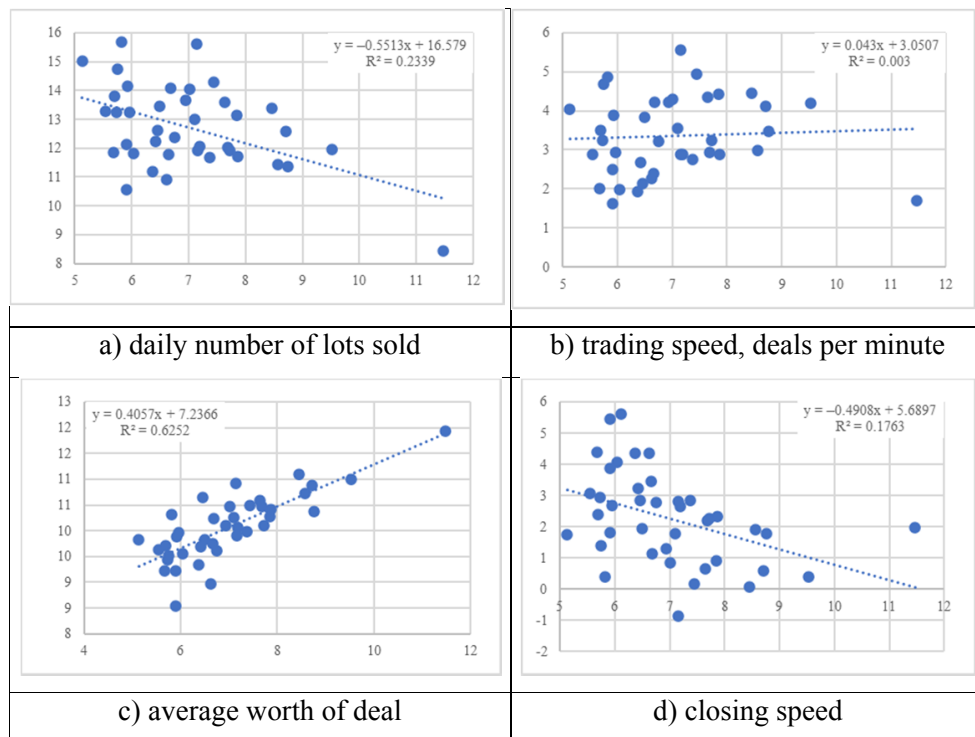 y = –0.5513x + 16.579
R² = 0.2339
16
15
14
13
12
11
10
9
8
5 6 7 8 9 10 11 12
y = 0.043x + 3.0507
R² = 0.003
6
5
4
3
2
1
0
5 6 7 8 9 10 11 12
a) daily number of lots sold
b) trading speed, deals per minute
y = 0.4057x + 7.2366
R² = 0.6252
13
12
12
11
11
10
10
9
9
8
4 6 8 10 12
y = –0.4908x + 5.6897
R² = 0.1763
6
5
4
3
2
1
0
-1
-2
5 6 7 8 9 10 11 12
c) average worth of deal
d) closing speed